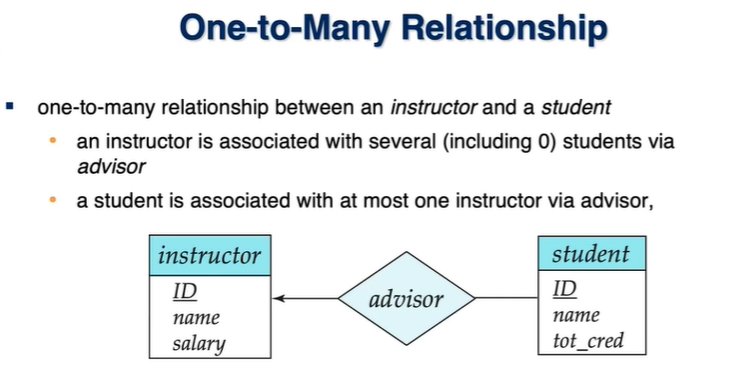 One-to-Many Relationship
one-to-many relationship between an instructor and a student
an instructor is associated with several (including 0) students via
advisor
a student is associated with at most one instructor via advisor,
instructor
ID
name
salary
advisor
student
ID
name
tot_cred